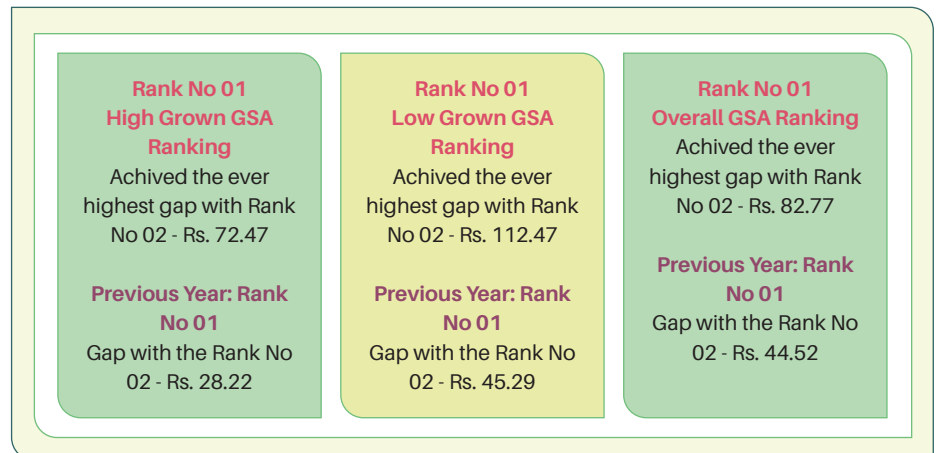 Rank No 01
High Grown GSA
Ranking
Achived the ever
highest gap with Rank
No 02 - Rs. 72.47
Previous Year: Rank
No 01
Gap with the Rank No
02 - Rs. 28.22
Rank No 01
Low Grown GSA
Ranking
Achived the ever
highest gap with Rank
No 02 - Rs. 112.47
Previous Year: Rank
No 01
Gap with the Rank No
02 - Rs. 45.29
Rank No 01
Overall GSA Ranking
Achived the ever
highest gap with Rank
No 02 - Rs. 82.77
Previous Year: Rank
No 01
Gap with the Rank No
02 - Rs. 44.52